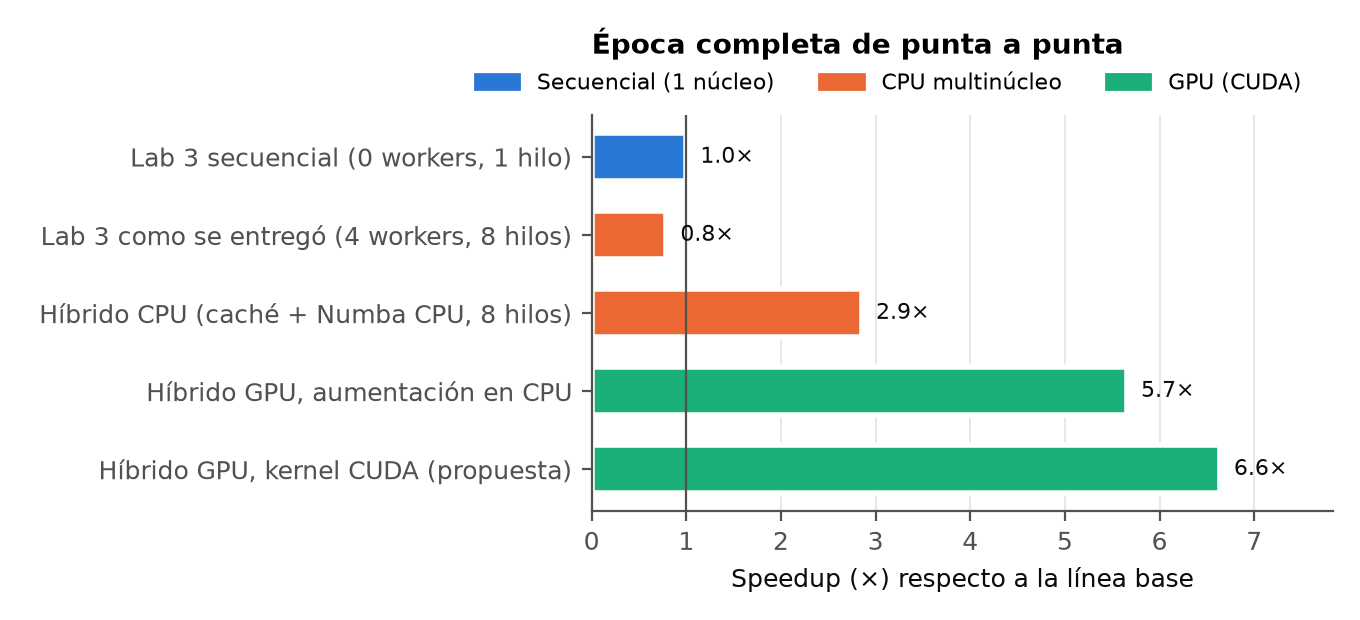 Época completa de punta a punta
Secuencial (1 núcleo) CPU multinúcleo GPU (CUDA)
Lab 3 secuencial (0 workers, 1 hilo) 1.0×
Lab 3 como se entregó (4 workers, 8 hilos) 0.8×
Híbrido CPU (caché + Numba CPU, 8 hilos) 2.9×
Híbrido GPU, aumentación en CPU 5.7×
Híbrido GPU, kernel CUDA (propuesta) 6.6×
0 1 2 3 4 5 6 7
Speedup (×) respecto a la línea base